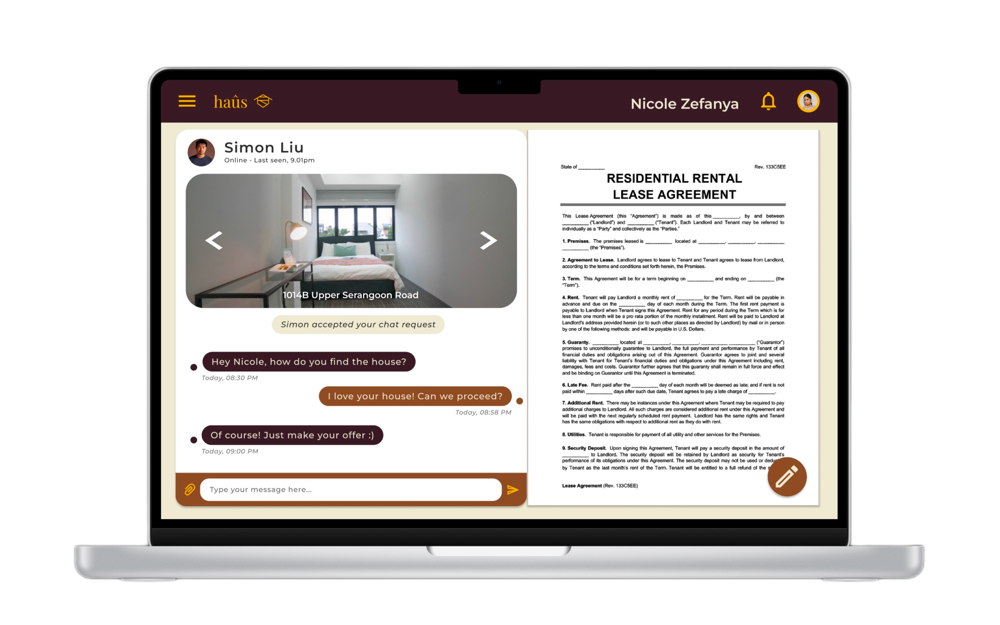 haûs
Nicole Zefanya
Simon Liu
Online - Last seen, 9.01pm
1014B Upper Serangoon Road
Simon accepted your chat request
Hey Nicole, how do you find the house?
Today, 08:30 PM
I love your house! Can we proceed?
Today, 08:58 PM
Of course! Just make your offer :)
Today, 09:00 PM
Type your message here...
State of __________ Rev. 133C5EE
RESIDENTIAL RENTAL
LEASE AGREEMENT
This Lease Agreement (this "Agreement") is made as of this __________, by and between
__________ ("Landlord") and __________ ("Tenant"). Each Landlord and Tenant may be referred to
individually as a "Party" and collectively as the "Parties."
1. Premises. The premises leased is __________ located at __________, __________, __________
__________ (the "Premises").
2. Agreement to Lease. Landlord agrees to lease to Tenant and Tenant agrees to lease from Landlord,
according to the terms and conditions set forth herein, the Premises.
3. Term. This Agreement will be for a term beginning on __________ and ending on __________ (the
"Term").
4. Rent. Tenant will pay Landlord a monthly rent of __________ for the Term. Rent will be payable in
advance and due on the __________ day of each month during the Term. The first rent payment is
payable to Landlord when Tenant signs this Agreement. Rent for any period during the Term which is for
less than one month will be a pro rata portion of the monthly installment. Rent will be paid to Landlord at
Landlord's address provided herein (or to such other places as directed by Landlord) by mail or in person
by one of the following methods: and will be payable in U.S. Dollars.
5. Guaranty. __________ located at __________, __________, __________ __________ ("Guarantor")
promises to unconditionally guarantee to Landlord, the full payment and performance by Tenant of all
financial duties and obligations arising out of this Agreement. Guarantor agrees to joint and several
liability with Tenant for Tenant's financial duties and obligations under this Agreement including rent,
damages, fees and costs. Guarantor further agrees that this guaranty shall remain in full force and effect
and be binding on Guarantor until this Agreement is terminated.
6. Late Fee. Rent paid after the __________ day of each month will be deemed as late; and if rent is not
paid within __________ days after such due date, Tenant agrees to pay a late charge of __________.
7. Additional Rent. There may be instances under this Agreement where Tenant may be required to pay
additional charges to Landlord. All such charges are considered additional rent under this Agreement and
will be paid with the next regularly scheduled rent payment. Landlord has the same rights and Tenant
has the same obligations with respect to additional rent as they do with rent.
8. Utilities. Tenant is responsible for payment of all utility and other services for the Premises.
9. Security Deposit. Upon signing this Agreement, Tenant will pay a security deposit in the amount of
__________ to Landlord. The security deposit will be retained by Landlord as security for Tenant's
performance of its obligations under this Agreement. The security deposit may not be used or
by Tenant as the last month's rent of the Term. Tenant will be entitled to a full refund of the
Lease Agreement (Rev. 133C5EE)